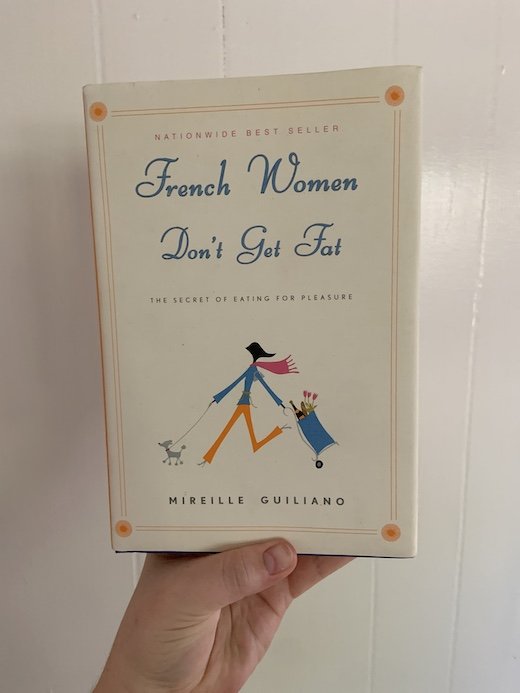 NATIONWIDE BEST SELLER
French Women
Don't Get Fat
THE SECRET OF EATING FOR PLEASURE
MIREILLE GUILIANO